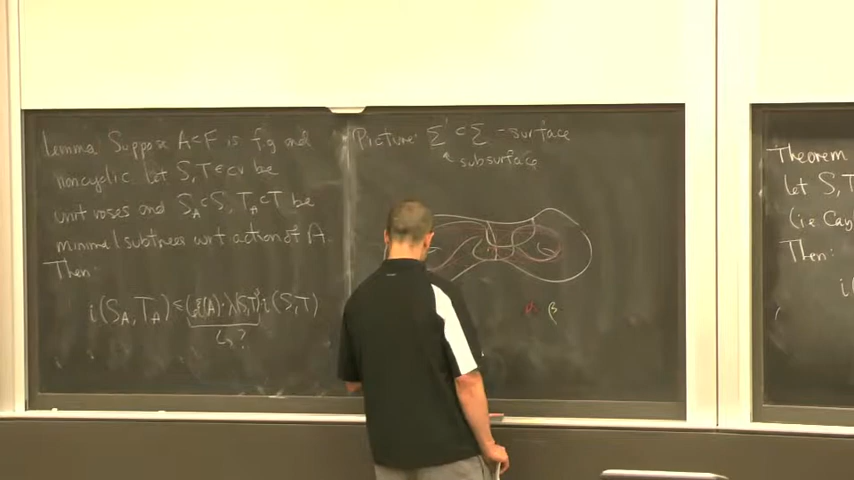 Lemma Suppose A<F is f.g and
noncyclic. Let S,T∈cv be
unit roses and S_A⊂S, T_A⊂T be
minimal subtrees wrt action of A
Then:
i(S_A,T_A)≤ i(S,T)
?
Picture: Σ'⊂Σ -surface
subsurface
α β
Theorem
let S,T
(i.e Cay
Then: